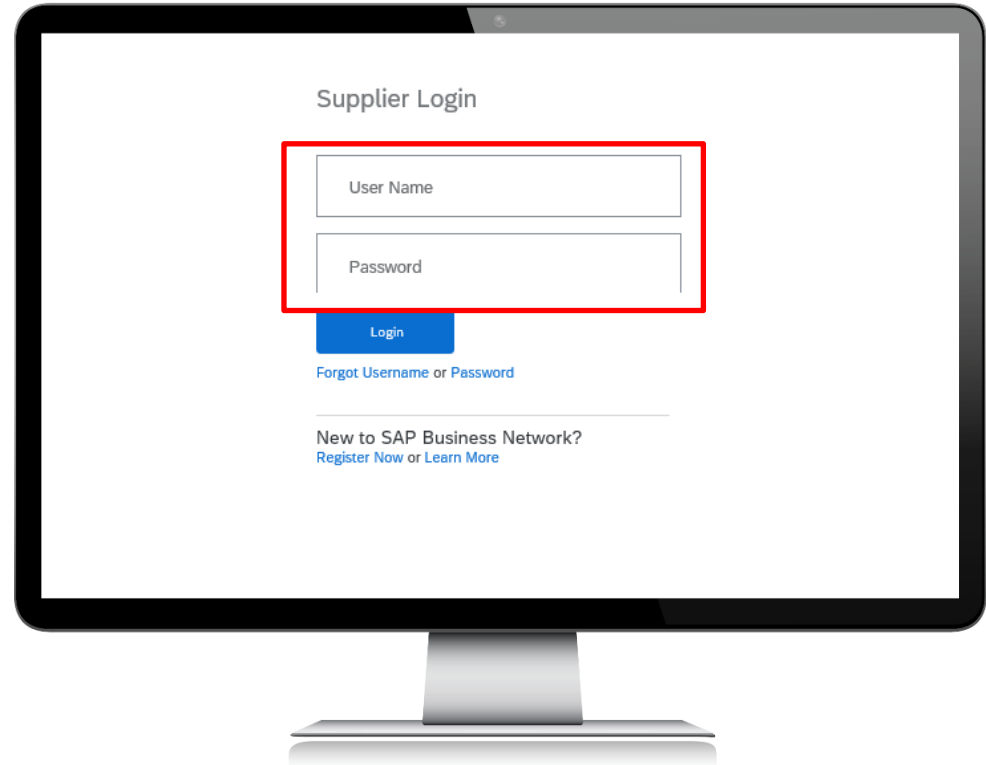 Supplier Login
User Name
Password
Login
Forgot Username or Password
New to SAP Business Network?
Register Now or Learn More